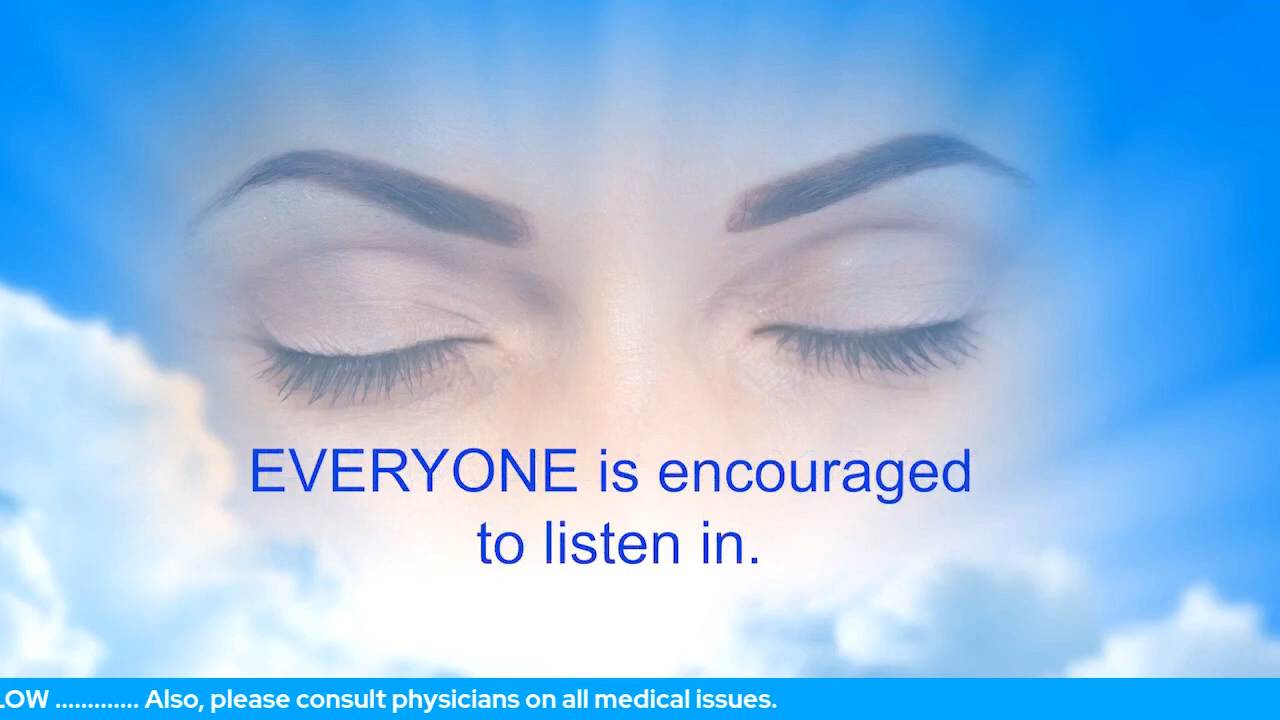 EVERYONE is encouraged
to listen in.
LOW ............. Also, please consult physicians on all medical issues.